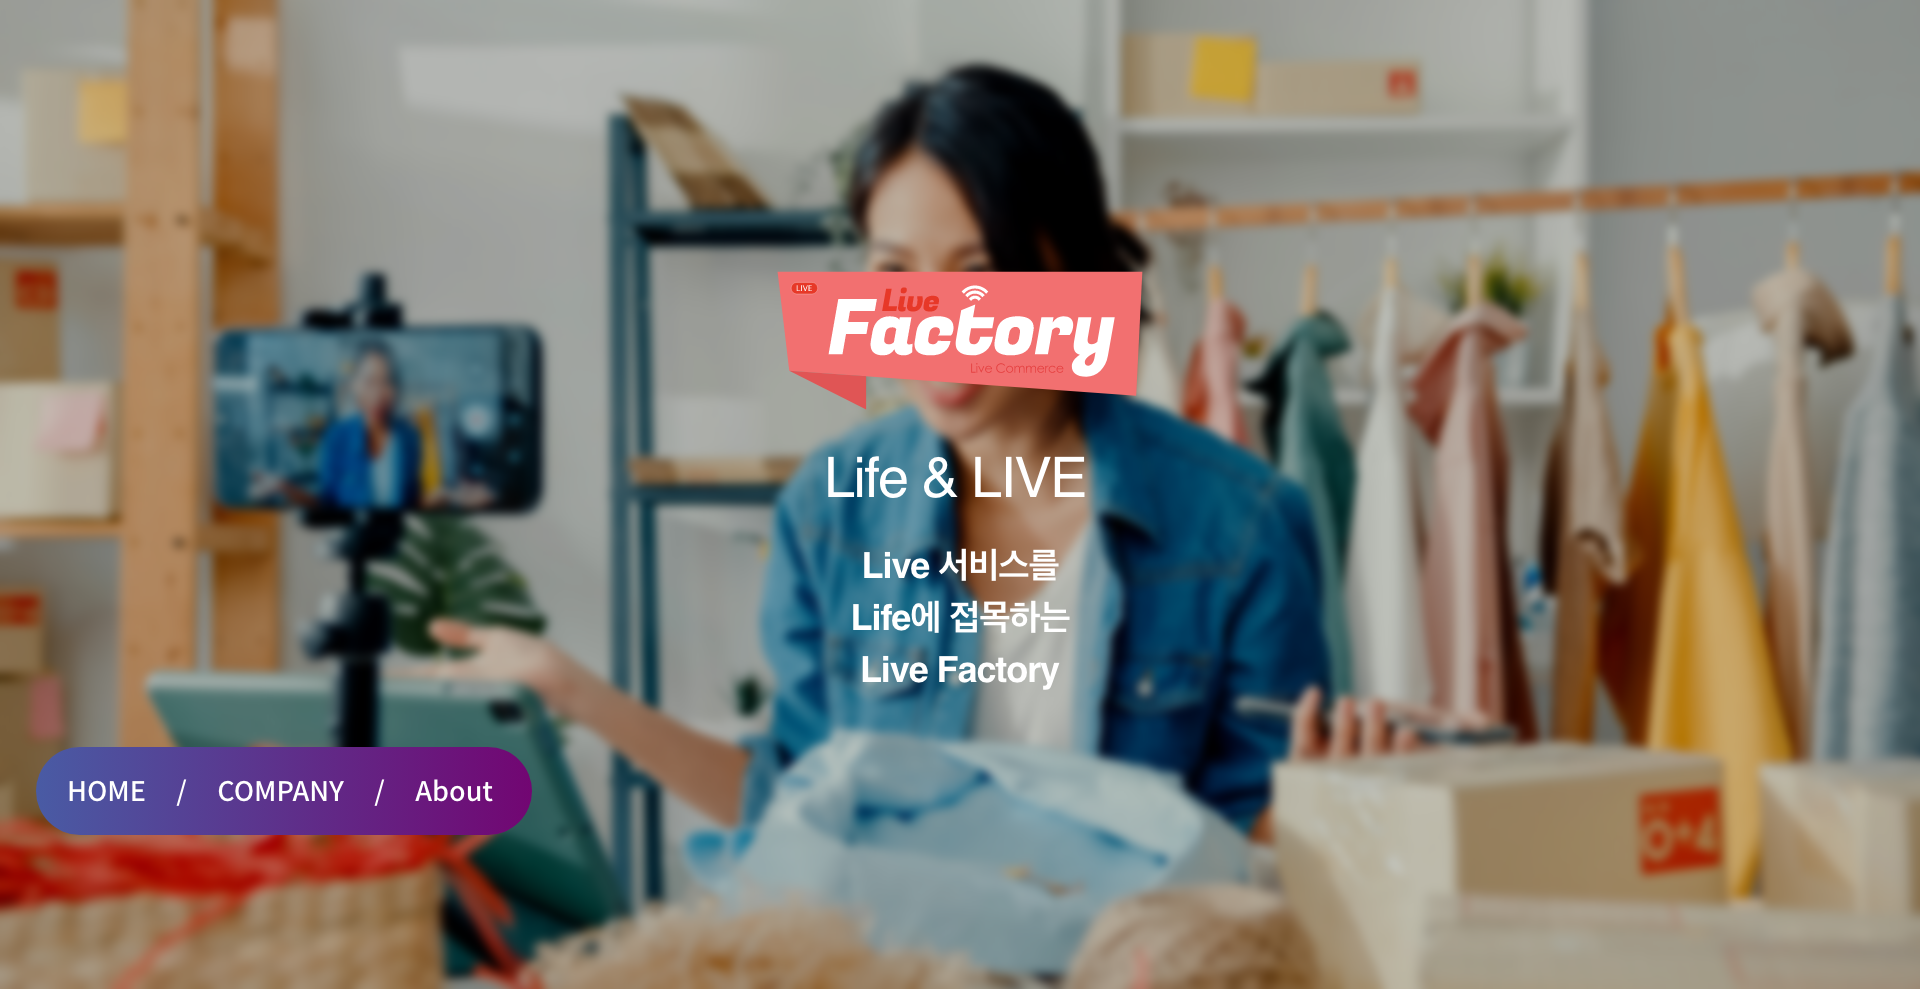 LIVE
Live
Factory
Live Commerce
Life & LIVE
Live 서비스를
Life에 접목하는
Live Factory
HOME / COMPANY / About
O+4